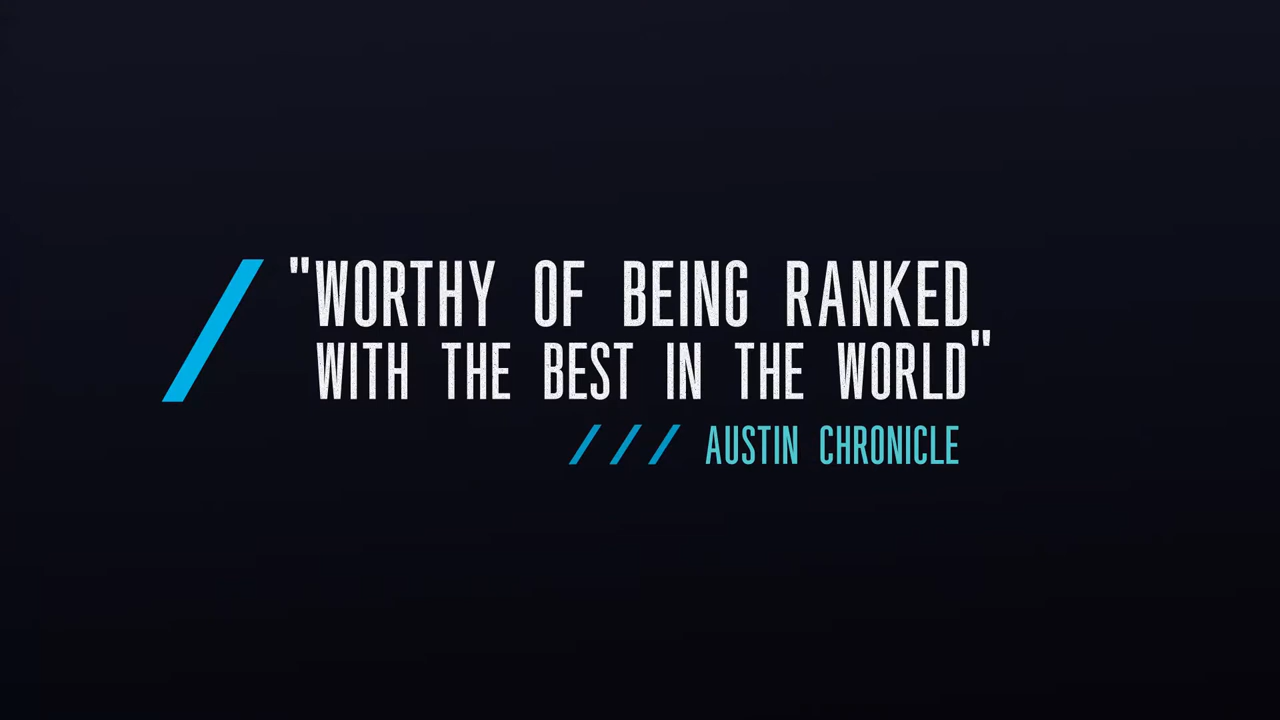 "WORTHY OF BEING RANKED
WITH THE BEST IN THE WORLD"
/// AUSTIN CHRONICLE